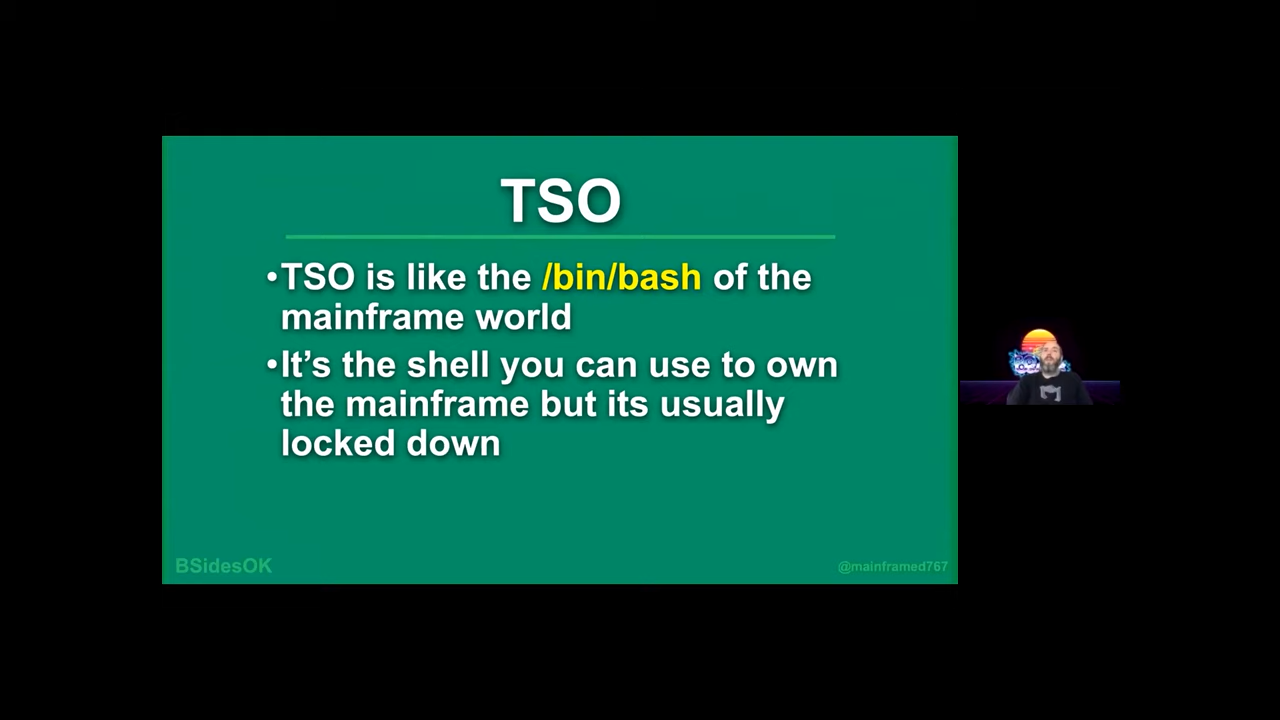 TSO
•TSO is like the /bin/bash of the
mainframe world
•It’s the shell you can use to own
the mainframe but its usually
locked down
BSidesOK
@mainframed767